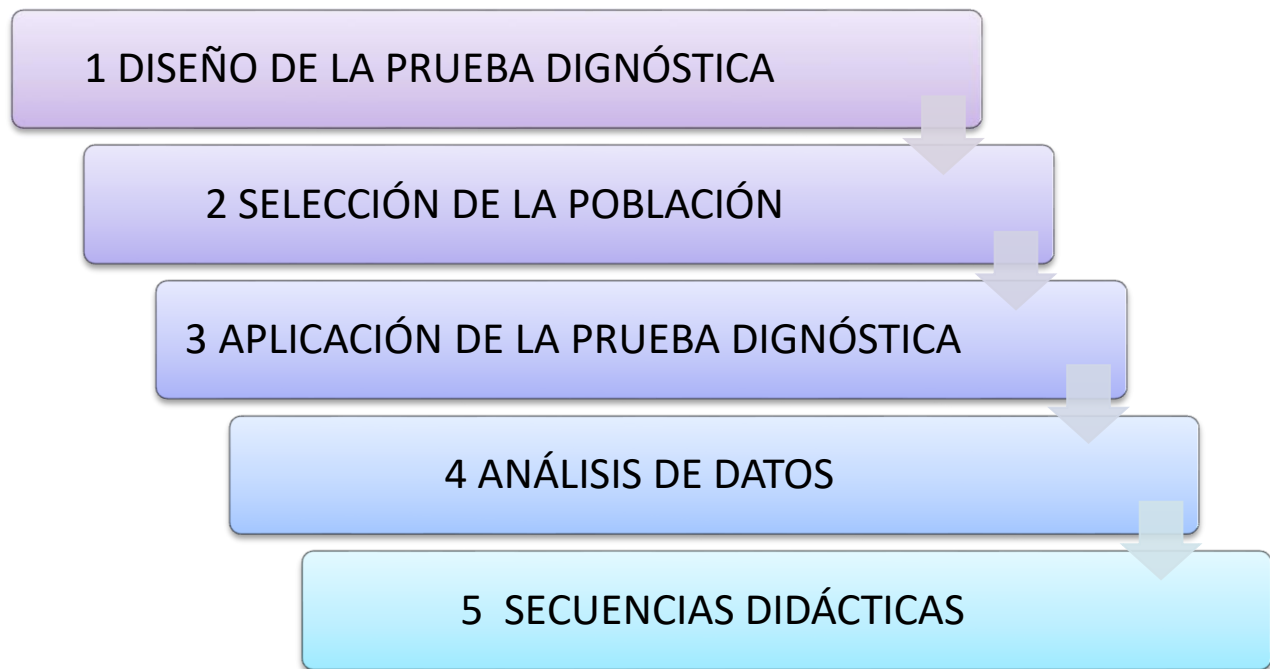 1 DISEÑO DE LA PRUEBA DIGNÓSTICA
2 SELECCIÓN DE LA POBLACIÓN
3 APLICACIÓN DE LA PRUEBA DIGNÓSTICA
4 ANÁLISIS DE DATOS
5 SECUENCIAS DIDÁCTICAS